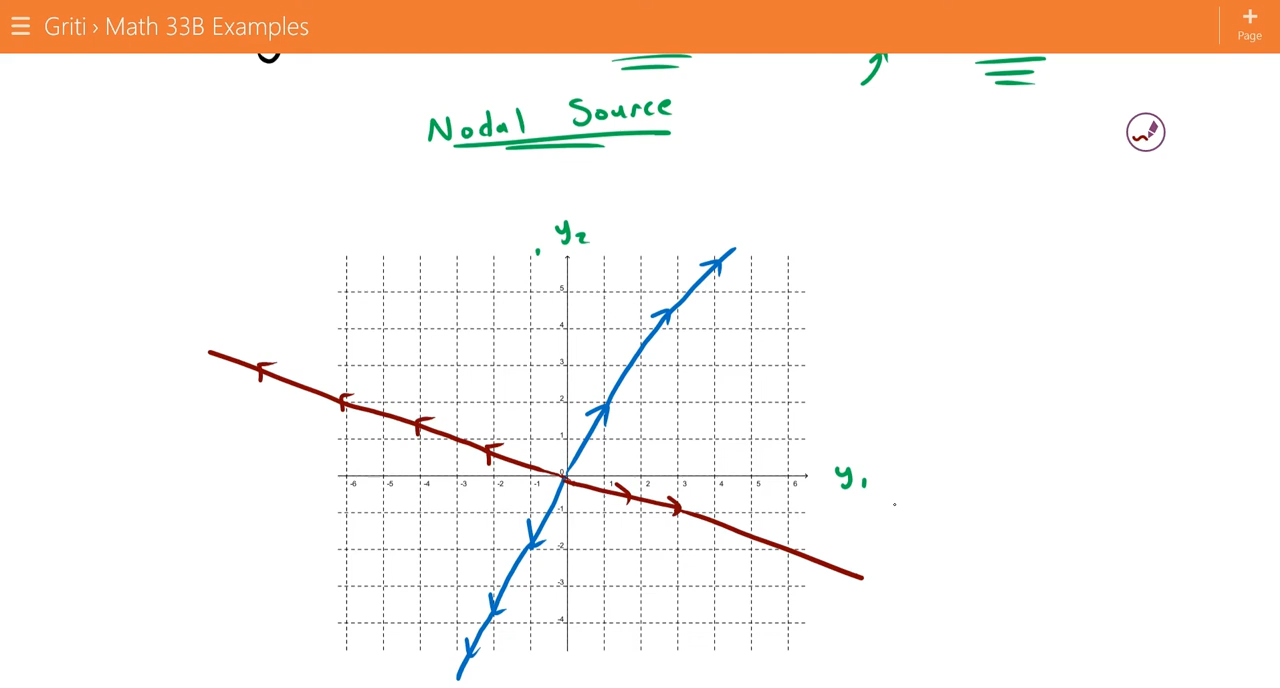 Griti › Math 33B Examples
Page
Nodal Source
y₂
5
4
3
2
1
0
-6 -5 -4 -3 -2 -1 1 2 3 4 5 6
y₁
-1
-2
-3
-4